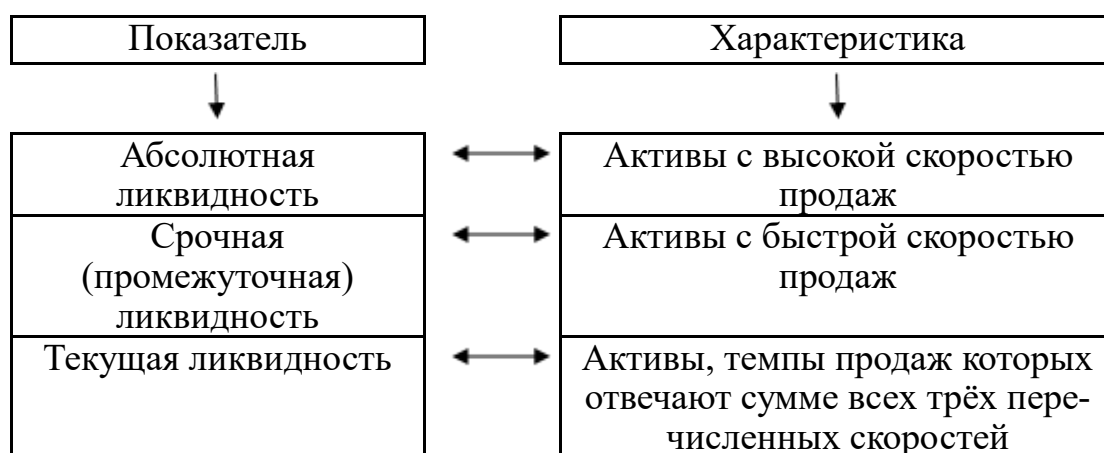 Показатель
Характеристика
Абсолютная
ликвидность
Активы с высокой скоростью
продаж
Срочная
(промежуточная)
ликвидность
Активы с быстрой скоростью
продаж
Текущая ликвидность
Активы, темпы продаж которых
отвечают сумме всех трёх пере-
численных скоростей